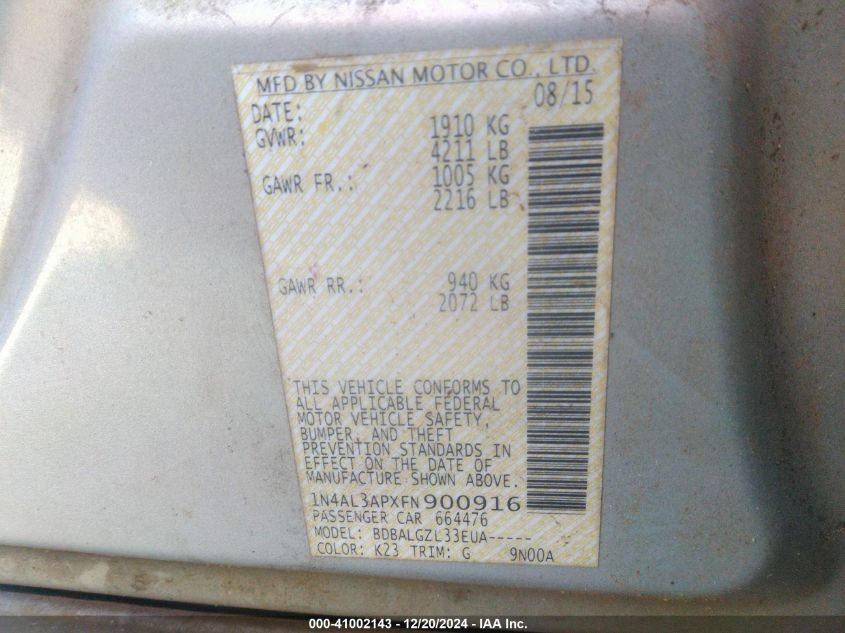 MFD BY NISSAN MOTOR CO., LTD.
DATE: 08/15
GVWR: 1910 KG
4211 LB
GAWR FR.: 1005 KG
2216 LB
GAWR RR.: 940 KG
2072 LB
THIS VEHICLE CONFORMS TO
ALL APPLICABLE FEDERAL
MOTOR VEHICLE SAFETY,
BUMPER, AND THEFT
PREVENTION STANDARDS IN
EFFECT ON THE DATE OF
MANUFACTURE SHOWN ABOVE.
1N4AL3APXFN900916
PASSENGER CAR 664476
MODEL: BDBALGZL33EUA-----
COLOR: K23 TRIM: G 9N00A
000-41002143 - 12/20/2024 - IAA Inc.